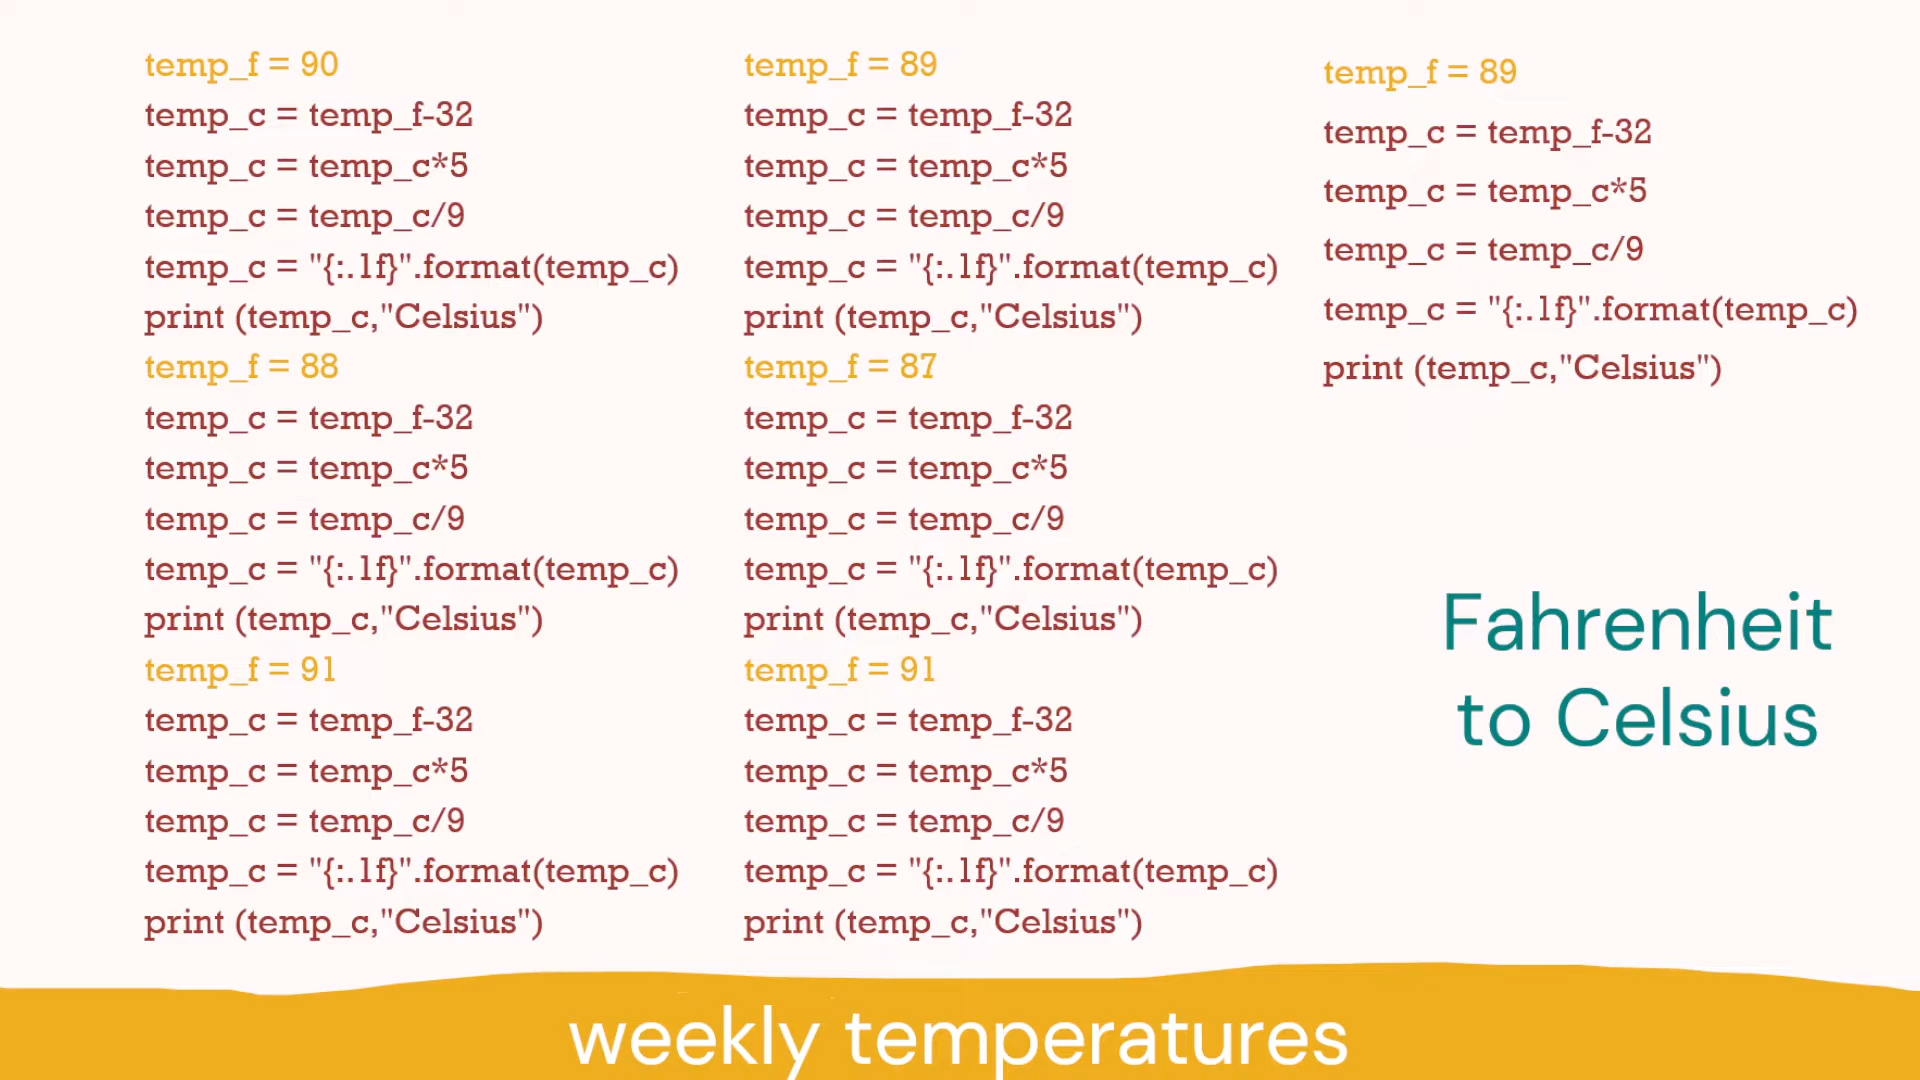 temp_f = 90
temp_c = temp_f-32
temp_c = temp_c*5
temp_c = temp_c/9
temp_c = "{:.1f}".format(temp_c)
print (temp_c,"Celsius")
temp_f = 88
temp_c = temp_f-32
temp_c = temp_c*5
temp_c = temp_c/9
temp_c = "{:.1f}".format(temp_c)
print (temp_c,"Celsius")
temp_f = 91
temp_c = temp_f-32
temp_c = temp_c*5
temp_c = temp_c/9
temp_c = "{:.1f}".format(temp_c)
print (temp_c,"Celsius")
temp_f = 89
temp_c = temp_f-32
temp_c = temp_c*5
temp_c = temp_c/9
temp_c = "{:.1f}".format(temp_c)
print (temp_c,"Celsius")
temp_f = 87
temp_c = temp_f-32
temp_c = temp_c*5
temp_c = temp_c/9
temp_c = "{:.1f}".format(temp_c)
print (temp_c,"Celsius")
temp_f = 91
temp_c = temp_f-32
temp_c = temp_c*5
temp_c = temp_c/9
temp_c = "{:.1f}".format(temp_c)
print (temp_c,"Celsius")
temp_f = 89
temp_c = temp_f-32
temp_c = temp_c*5
temp_c = temp_c/9
temp_c = "{:.1f}".format(temp_c)
print (temp_c,"Celsius")
Fahrenheit
to Celsius
weekly temperatures